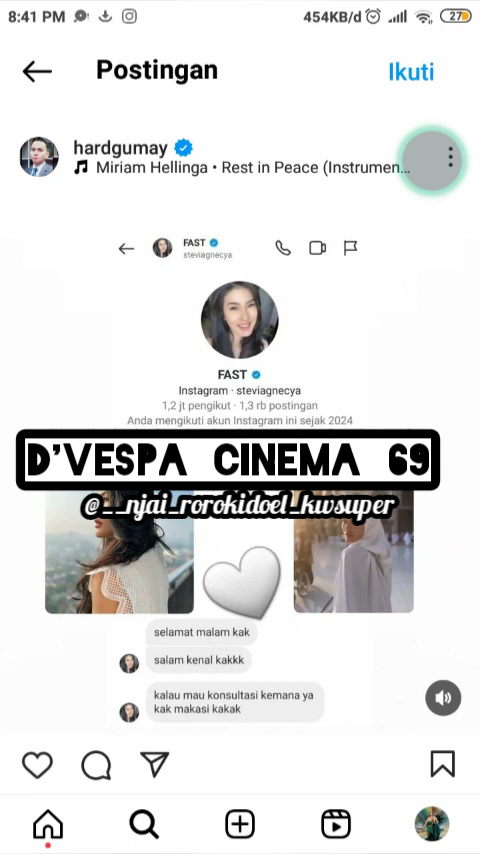 8:41 PM 454KB/d 27
Postingan Ikuti
hardgumay
Miriam Hellinga • Rest in Peace (Instrumen...
FAST
steviagnecya
FAST
Instagram · steviagnecya
1,2 jt pengikut · 1,3 rb postingan
Anda mengikuti akun Instagram ini sejak 2024
D'VESPA CINEMA 69
@__njai_rorokidoel_kwsuper
selamat malam kak
salam kenal kakkk
kalau mau konsultasi kemana ya
kak makasi kakak